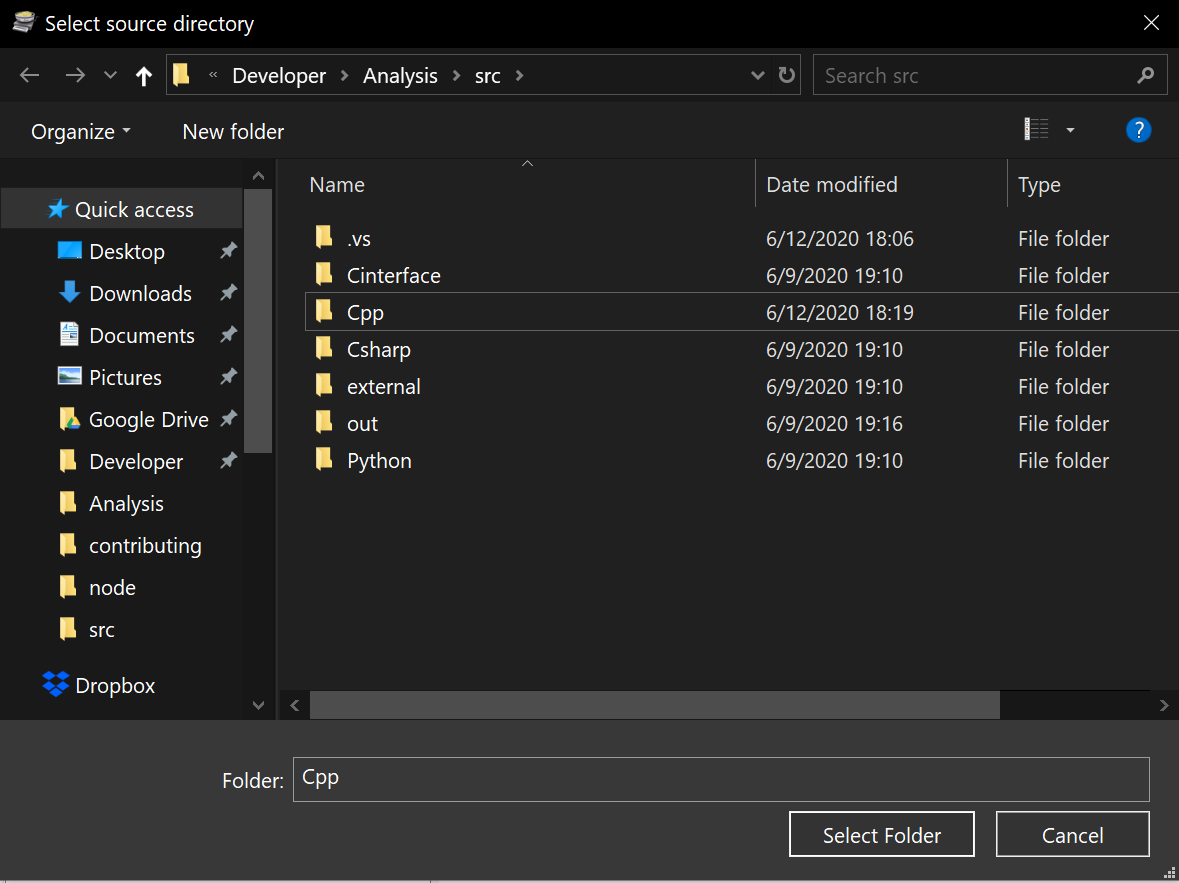 Select source directory
« Developer > Analysis > src >
Search src
Organize
New folder
?
Name Date modified Type
Quick access
Desktop
Downloads
Documents
Pictures
Google Drive
Developer
Analysis
contributing
node
src
Dropbox
.vs 6/12/2020 18:06 File folder
Cinterface 6/9/2020 19:10 File folder
Cpp 6/12/2020 18:19 File folder
Csharp 6/9/2020 19:10 File folder
external 6/9/2020 19:10 File folder
out 6/9/2020 19:16 File folder
Python 6/9/2020 19:10 File folder
Folder: Cpp
Select Folder Cancel